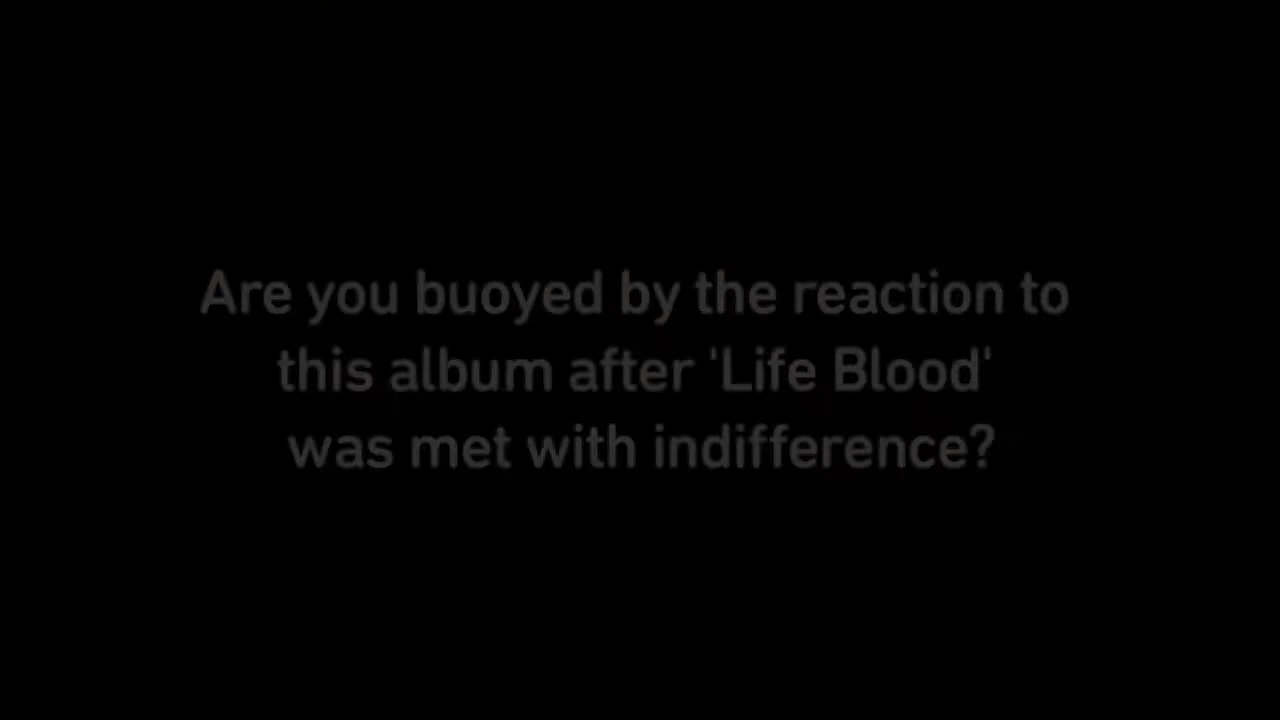 Are you buoyed by the reaction to
this album after 'Life Blood'
was met with indifference?